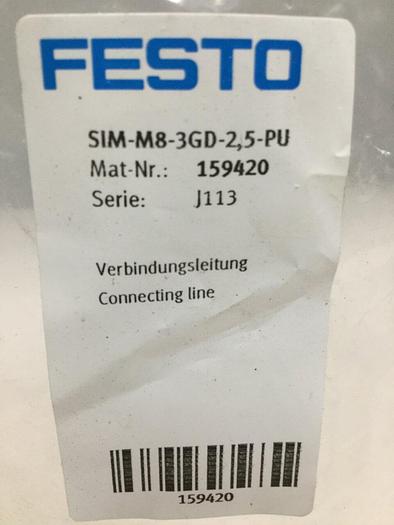 FESTO
SIM-M8-3GD-2,5-PU
Mat-Nr.: 159420
Serie: J113
Verbindungsleitung
Connecting line
159420